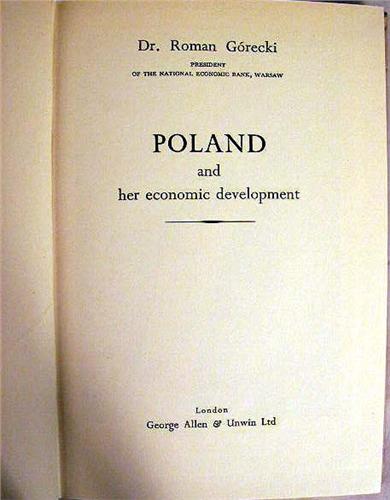 Dr. Roman Górecki
PRESIDENT
OF THE NATIONAL ECONOMIC BANK, WARSAW
POLAND
and
her economic development
London
George Allen & Unwin Ltd